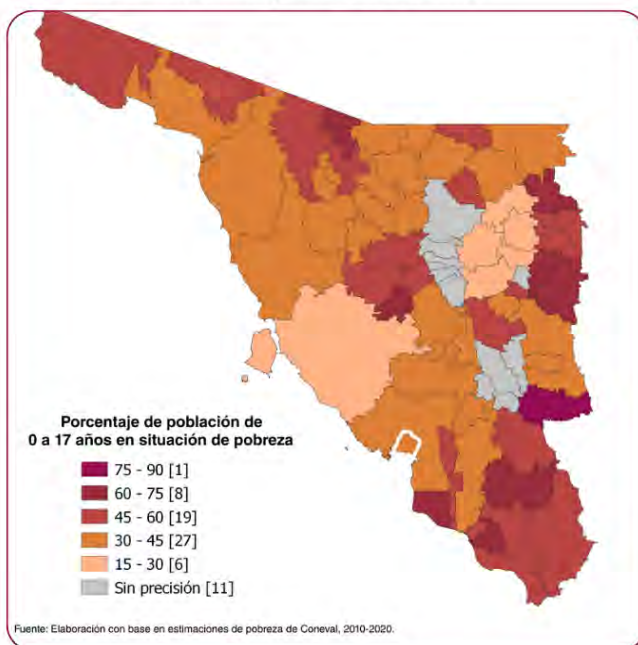 Porcentaje de población de
0 a 17 años en situación de pobreza
75 - 90 [1]
60 - 75 [8]
45 - 60 [19]
30 - 45 [27]
15 - 30 [6]
Sin precisión [11]
Fuente: Elaboración con base en estimaciones de pobreza de Coneval, 2010-2020.